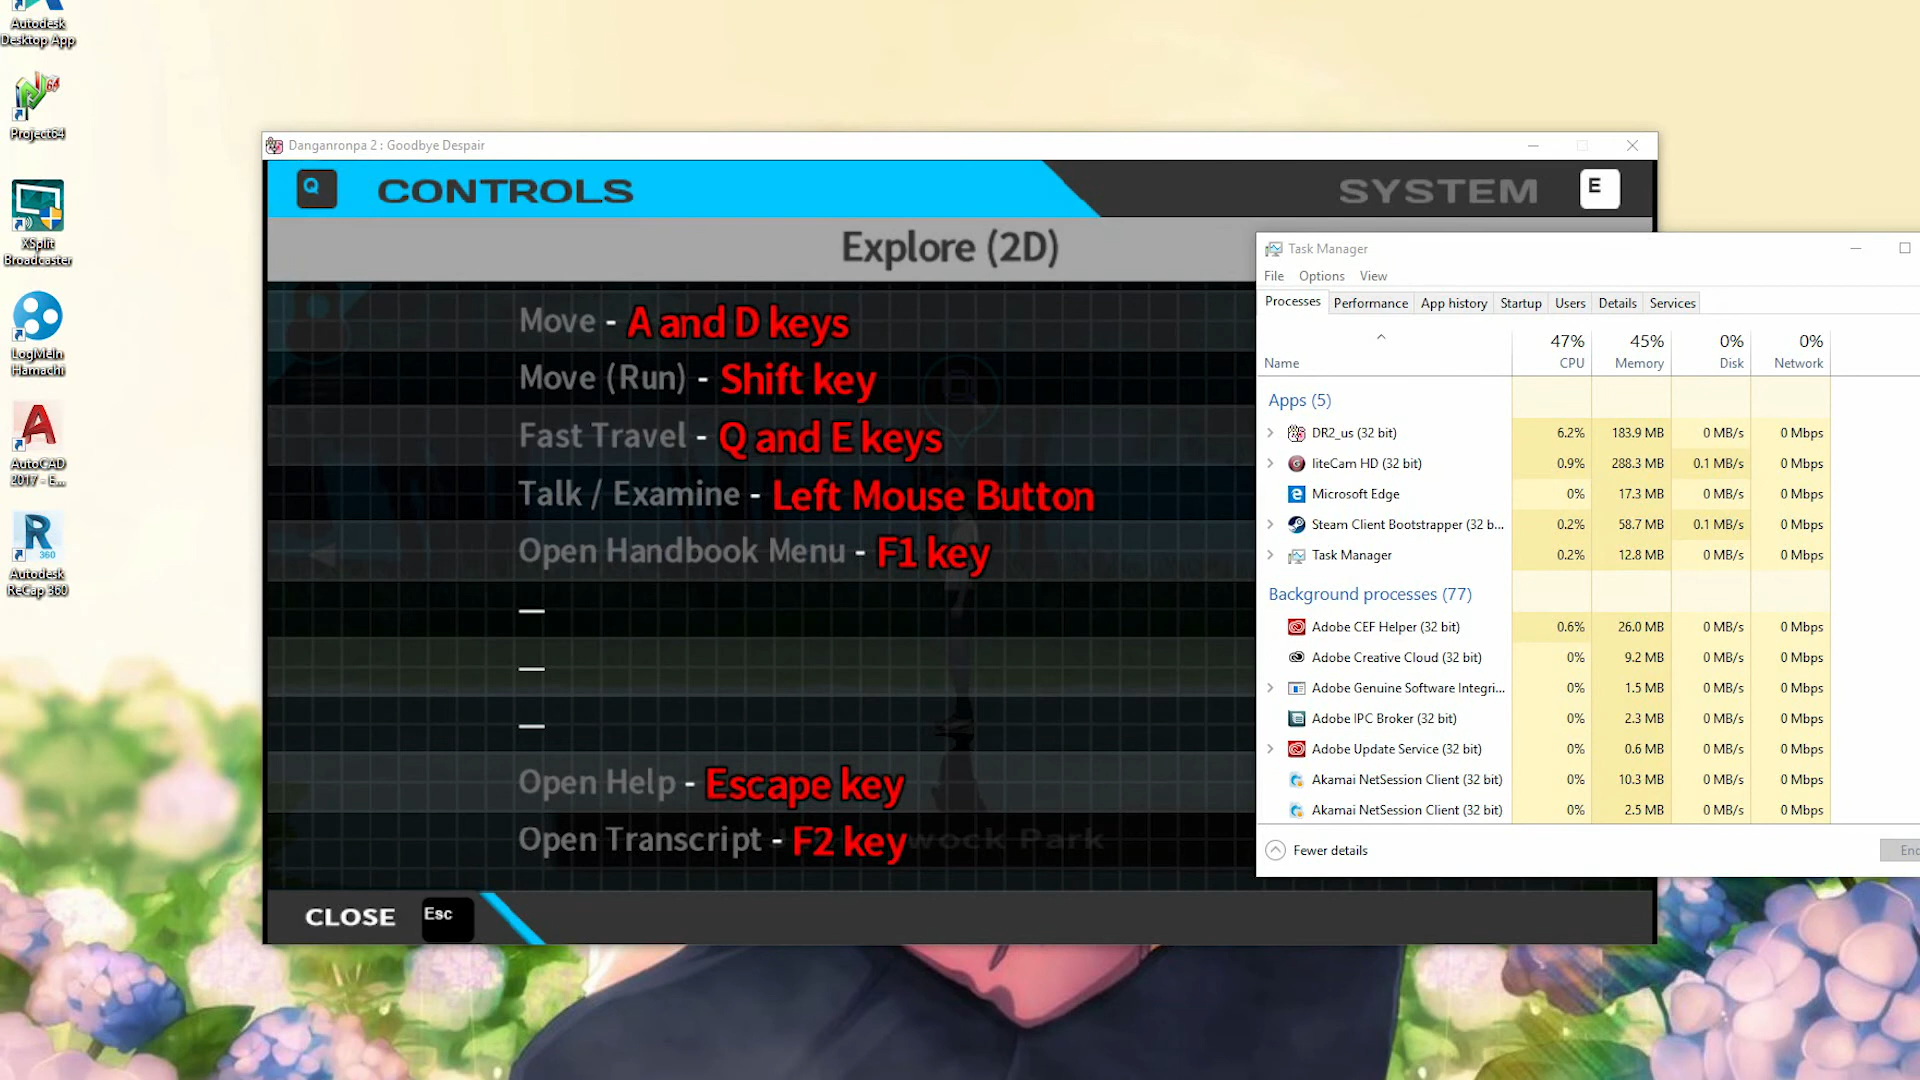 Autodesk
Desktop App
64
Project64
XSplit
Broadcaster
LogMeIn
Hamachi
AutoCAD
2017 - E...
360
Autodesk
ReCap 360
Danganronpa 2 : Goodbye Despair
Q
CONTROLS
SYSTEM
E
Explore (2D)
Move - A and D keys
Move (Run) - Shift key
Fast Travel - Q and E keys
Talk / Examine - Left Mouse Button
Open Handbook Menu - F1 key
—
—
—
Open Help - Escape key
Open Transcript - F2 key
wock Park
CLOSE Esc
Task Manager
File Options View
Processes Performance App history Startup Users Details Services
47% 45% 0% 0%
Name CPU Memory Disk Network
Apps (5)
DR2_us (32 bit) 6.2% 183.9 MB 0 MB/s 0 Mbps
liteCam HD (32 bit) 0.9% 288.3 MB 0.1 MB/s 0 Mbps
Microsoft Edge 0% 17.3 MB 0 MB/s 0 Mbps
Steam Client Bootstrapper (32 b... 0.2% 58.7 MB 0.1 MB/s 0 Mbps
Task Manager 0.2% 12.8 MB 0 MB/s 0 Mbps
Background processes (77)
Adobe CEF Helper (32 bit) 0.6% 26.0 MB 0 MB/s 0 Mbps
Adobe Creative Cloud (32 bit) 0% 9.2 MB 0 MB/s 0 Mbps
Adobe Genuine Software Integri... 0% 1.5 MB 0 MB/s 0 Mbps
Adobe IPC Broker (32 bit) 0% 2.3 MB 0 MB/s 0 Mbps
Adobe Update Service (32 bit) 0% 0.6 MB 0 MB/s 0 Mbps
Akamai NetSession Client (32 bit) 0% 10.3 MB 0 MB/s 0 Mbps
Akamai NetSession Client (32 bit) 0% 2.5 MB 0 MB/s 0 Mbps
Fewer details
Enc